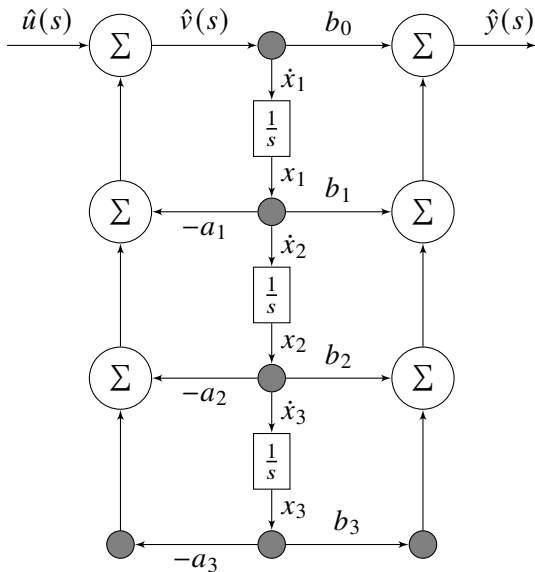 û(s)
v̂(s)
b₀
ŷ(s)
Σ
Σ
ẋ₁
1/s
x₁
b₁
Σ
−a₁
Σ
ẋ₂
1/s
x₂
b₂
Σ
−a₂
Σ
ẋ₃
1/s
x₃
b₃
−a₃